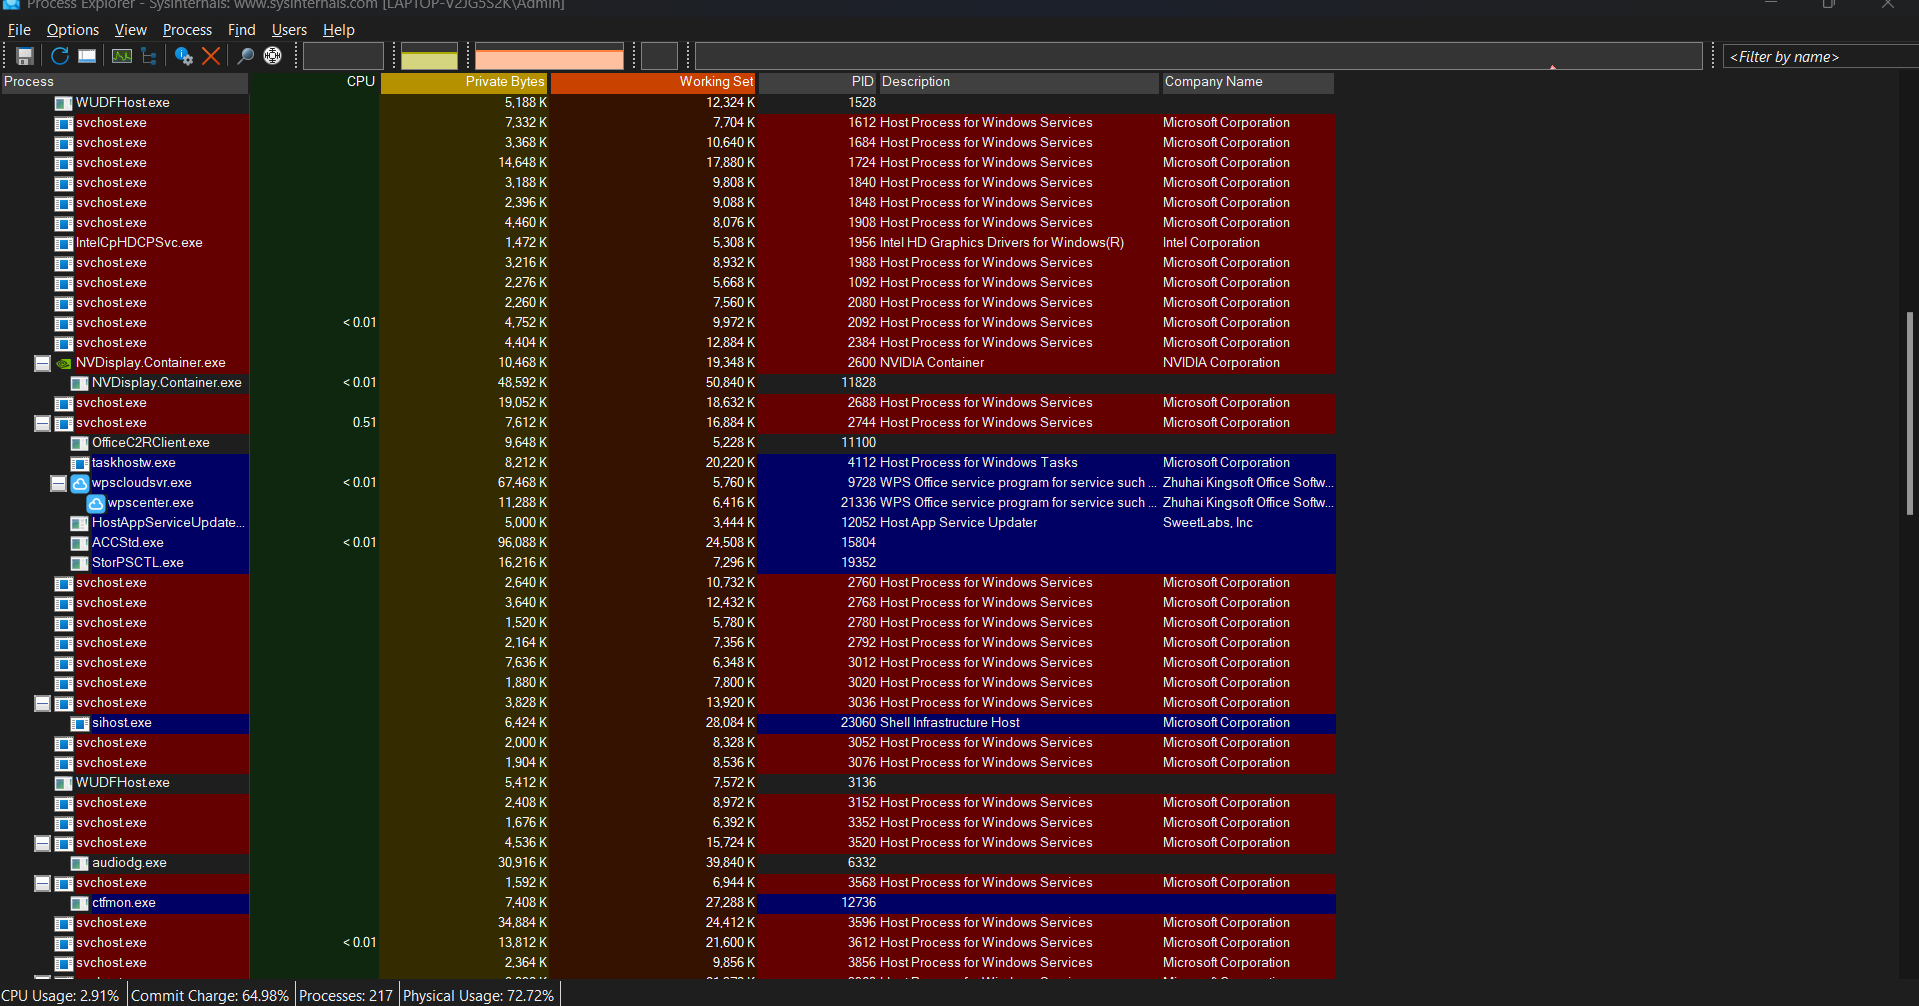 Process Explorer - Sysinternals: www.sysinternals.com [LAPTOP-V2JG5S2K\Admin]
File Options View Process Find Users Help
<Filter by name>
Process CPU Private Bytes Working Set PID Description Company Name
WUDFHost.exe 5,188 K 12,324 K 1528
svchost.exe 7,332 K 7,704 K 1612 Host Process for Windows Services Microsoft Corporation
svchost.exe 3,368 K 10,640 K 1684 Host Process for Windows Services Microsoft Corporation
svchost.exe 14,648 K 17,880 K 1724 Host Process for Windows Services Microsoft Corporation
svchost.exe 3,188 K 9,808 K 1840 Host Process for Windows Services Microsoft Corporation
svchost.exe 2,396 K 9,088 K 1848 Host Process for Windows Services Microsoft Corporation
svchost.exe 4,460 K 8,076 K 1908 Host Process for Windows Services Microsoft Corporation
IntelCpHDCPSvc.exe 1,472 K 5,308 K 1956 Intel HD Graphics Drivers for Windows(R) Intel Corporation
svchost.exe 3,216 K 8,932 K 1988 Host Process for Windows Services Microsoft Corporation
svchost.exe 2,276 K 5,668 K 1092 Host Process for Windows Services Microsoft Corporation
svchost.exe 2,260 K 7,560 K 2080 Host Process for Windows Services Microsoft Corporation
svchost.exe < 0.01 4,752 K 9,972 K 2092 Host Process for Windows Services Microsoft Corporation
svchost.exe 4,404 K 12,884 K 2384 Host Process for Windows Services Microsoft Corporation
NVDisplay.Container.exe 10,468 K 19,348 K 2600 NVIDIA Container NVIDIA Corporation
NVDisplay.Container.exe < 0.01 48,592 K 50,840 K 11828
svchost.exe 19,052 K 18,632 K 2688 Host Process for Windows Services Microsoft Corporation
svchost.exe 0.51 7,612 K 16,884 K 2744 Host Process for Windows Services Microsoft Corporation
OfficeC2RClient.exe 9,648 K 5,228 K 11100
taskhostw.exe 8,212 K 20,220 K 4112 Host Process for Windows Tasks Microsoft Corporation
wpscloudsvr.exe < 0.01 67,468 K 5,760 K 9728 WPS Office service program for service such ... Zhuhai Kingsoft Office Softw...
wpscenter.exe 11,288 K 6,416 K 21336 WPS Office service program for service such ... Zhuhai Kingsoft Office Softw...
HostAppServiceUpdate... 5,000 K 3,444 K 12052 Host App Service Updater SweetLabs, Inc
ACCStd.exe < 0.01 96,088 K 24,508 K 15804
StorPSCTL.exe 16,216 K 7,296 K 19352
svchost.exe 2,640 K 10,732 K 2760 Host Process for Windows Services Microsoft Corporation
svchost.exe 3,640 K 12,432 K 2768 Host Process for Windows Services Microsoft Corporation
svchost.exe 1,520 K 5,780 K 2780 Host Process for Windows Services Microsoft Corporation
svchost.exe 2,164 K 7,356 K 2792 Host Process for Windows Services Microsoft Corporation
svchost.exe 7,636 K 6,348 K 3012 Host Process for Windows Services Microsoft Corporation
svchost.exe 1,880 K 7,800 K 3020 Host Process for Windows Services Microsoft Corporation
svchost.exe 3,828 K 13,920 K 3036 Host Process for Windows Services Microsoft Corporation
sihost.exe 6,424 K 28,084 K 23060 Shell Infrastructure Host Microsoft Corporation
svchost.exe 2,000 K 8,328 K 3052 Host Process for Windows Services Microsoft Corporation
svchost.exe 1,904 K 8,536 K 3076 Host Process for Windows Services Microsoft Corporation
WUDFHost.exe 5,412 K 7,572 K 3136
svchost.exe 2,408 K 8,972 K 3152 Host Process for Windows Services Microsoft Corporation
svchost.exe 1,676 K 6,392 K 3352 Host Process for Windows Services Microsoft Corporation
svchost.exe 4,536 K 15,724 K 3520 Host Process for Windows Services Microsoft Corporation
audiodg.exe 30,916 K 39,840 K 6332
svchost.exe 1,592 K 6,944 K 3568 Host Process for Windows Services Microsoft Corporation
ctfmon.exe 7,408 K 27,288 K 12736
svchost.exe 34,884 K 24,412 K 3596 Host Process for Windows Services Microsoft Corporation
svchost.exe < 0.01 13,812 K 21,600 K 3612 Host Process for Windows Services Microsoft Corporation
svchost.exe 2,364 K 9,856 K 3856 Host Process for Windows Services Microsoft Corporation
CPU Usage: 2.91% Commit Charge: 64.98% Processes: 217 Physical Usage: 72.72%